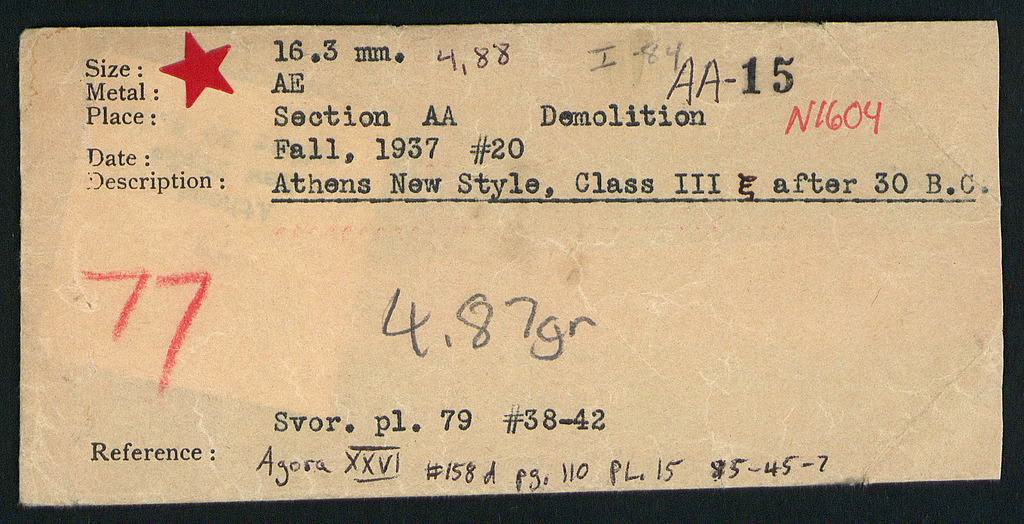 Size : 16.3 mm. 4,88 I-84
Metal : AE AA-15
Place : Section AA Demolition N1604
Date : Fall, 1937 #20
Description : Athens New Style, Class III ξ after 30 B.C.
77
4.87gr
Svor. pl. 79 #38-42
Reference : Agora XXVI #158d pg. 110 PL. 15 85-45-7